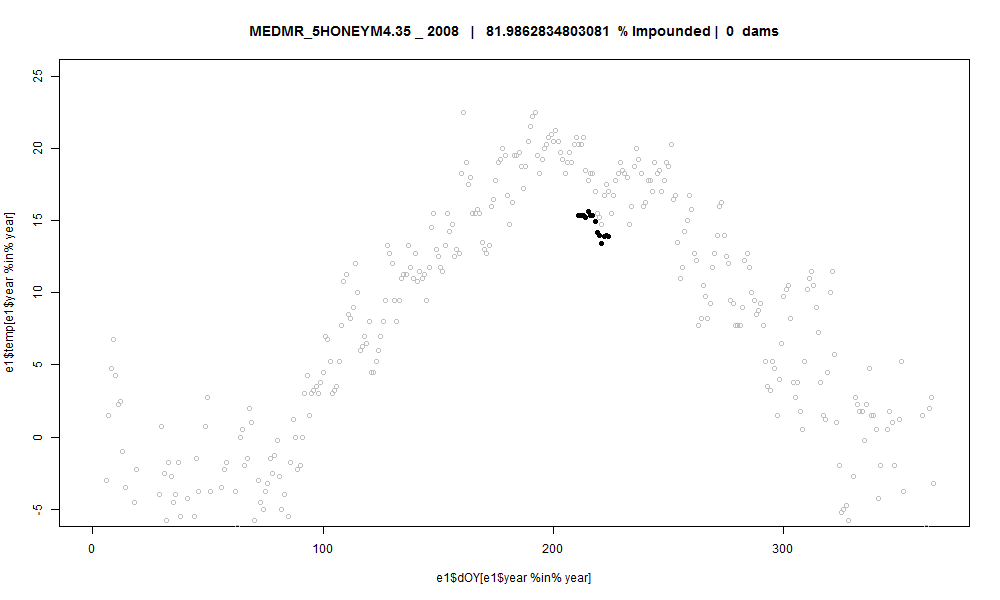 MEDMR_5HONEYM4.35 _ 2008 | 81.9862834803081 % Impounded | 0 dams
e1$temp[e1$year %in% year]
25
20
15
10
5
0
-5
0 100 200 300
e1$dOY[e1$year %in% year]